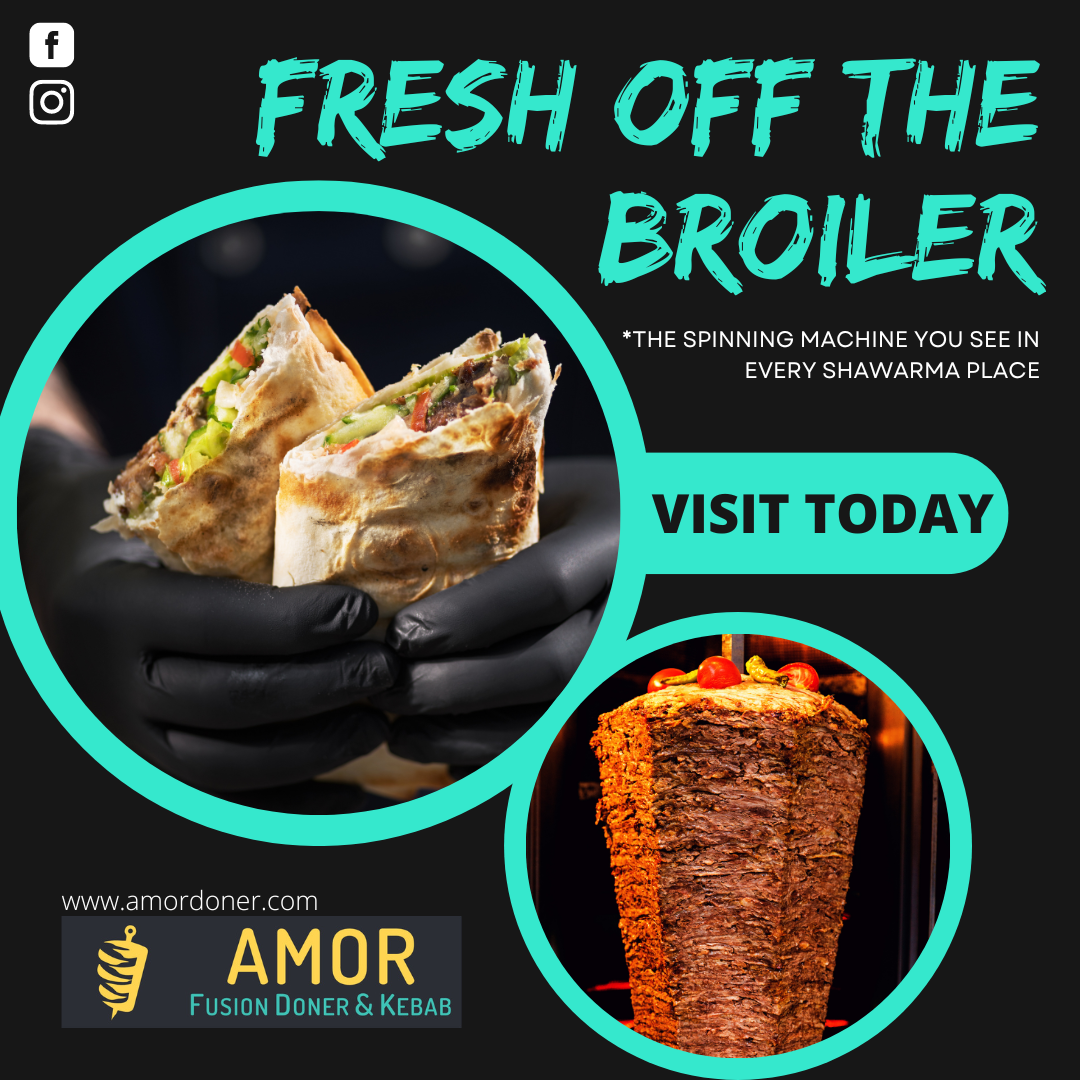 FRESH OFF THE
BROILER
*THE SPINNING MACHINE YOU SEE IN
EVERY SHAWARMA PLACE
VISIT TODAY
www.amordoner.com
AMOR
FUSION DONER & KEBAB